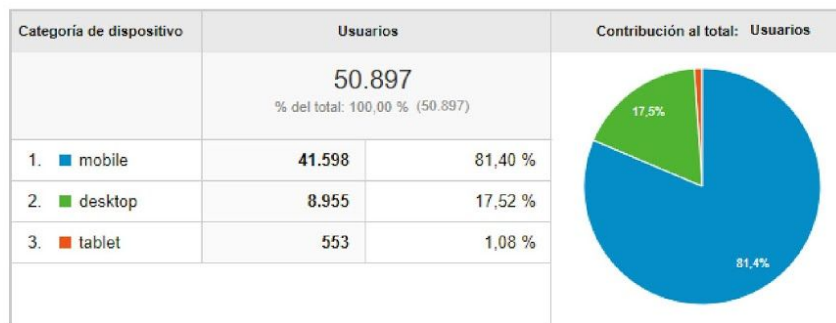 Categoría de dispositivo Usuarios Contribución al total: Usuarios
50.897
% del total: 100,00 % (50.897)
1. mobile 41.598 81,40 %
2. desktop 8.955 17,52 %
3. tablet 553 1,08 %
17,5%
81,4%